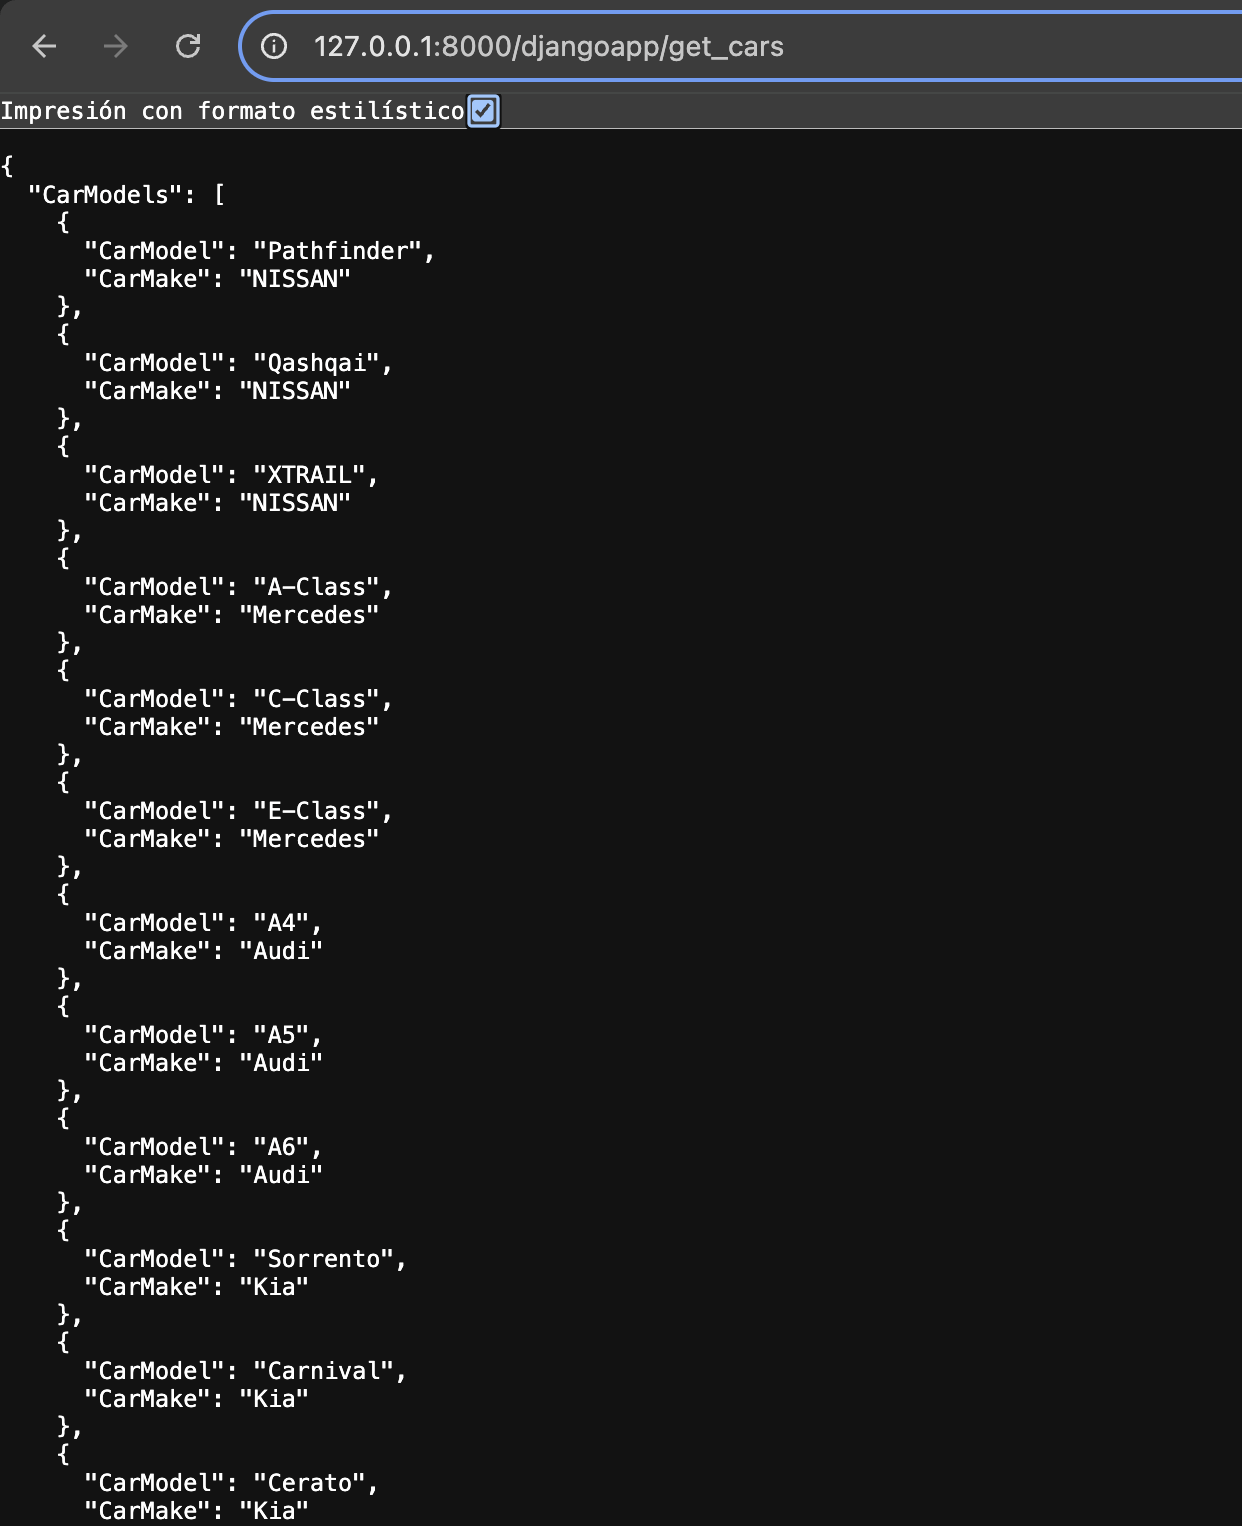 127.0.0.1:8000/djangoapp/get_cars
Impresión con formato estilístico
{
  "CarModels": [
    {
      "CarModel": "Pathfinder",
      "CarMake": "NISSAN"
    },
    {
      "CarModel": "Qashqai",
      "CarMake": "NISSAN"
    },
    {
      "CarModel": "XTRAIL",
      "CarMake": "NISSAN"
    },
    {
      "CarModel": "A-Class",
      "CarMake": "Mercedes"
    },
    {
      "CarModel": "C-Class",
      "CarMake": "Mercedes"
    },
    {
      "CarModel": "E-Class",
      "CarMake": "Mercedes"
    },
    {
      "CarModel": "A4",
      "CarMake": "Audi"
    },
    {
      "CarModel": "A5",
      "CarMake": "Audi"
    },
    {
      "CarModel": "A6",
      "CarMake": "Audi"
    },
    {
      "CarModel": "Sorrento",
      "CarMake": "Kia"
    },
    {
      "CarModel": "Carnival",
      "CarMake": "Kia"
    },
    {
      "CarModel": "Cerato",
      "CarMake": "Kia"